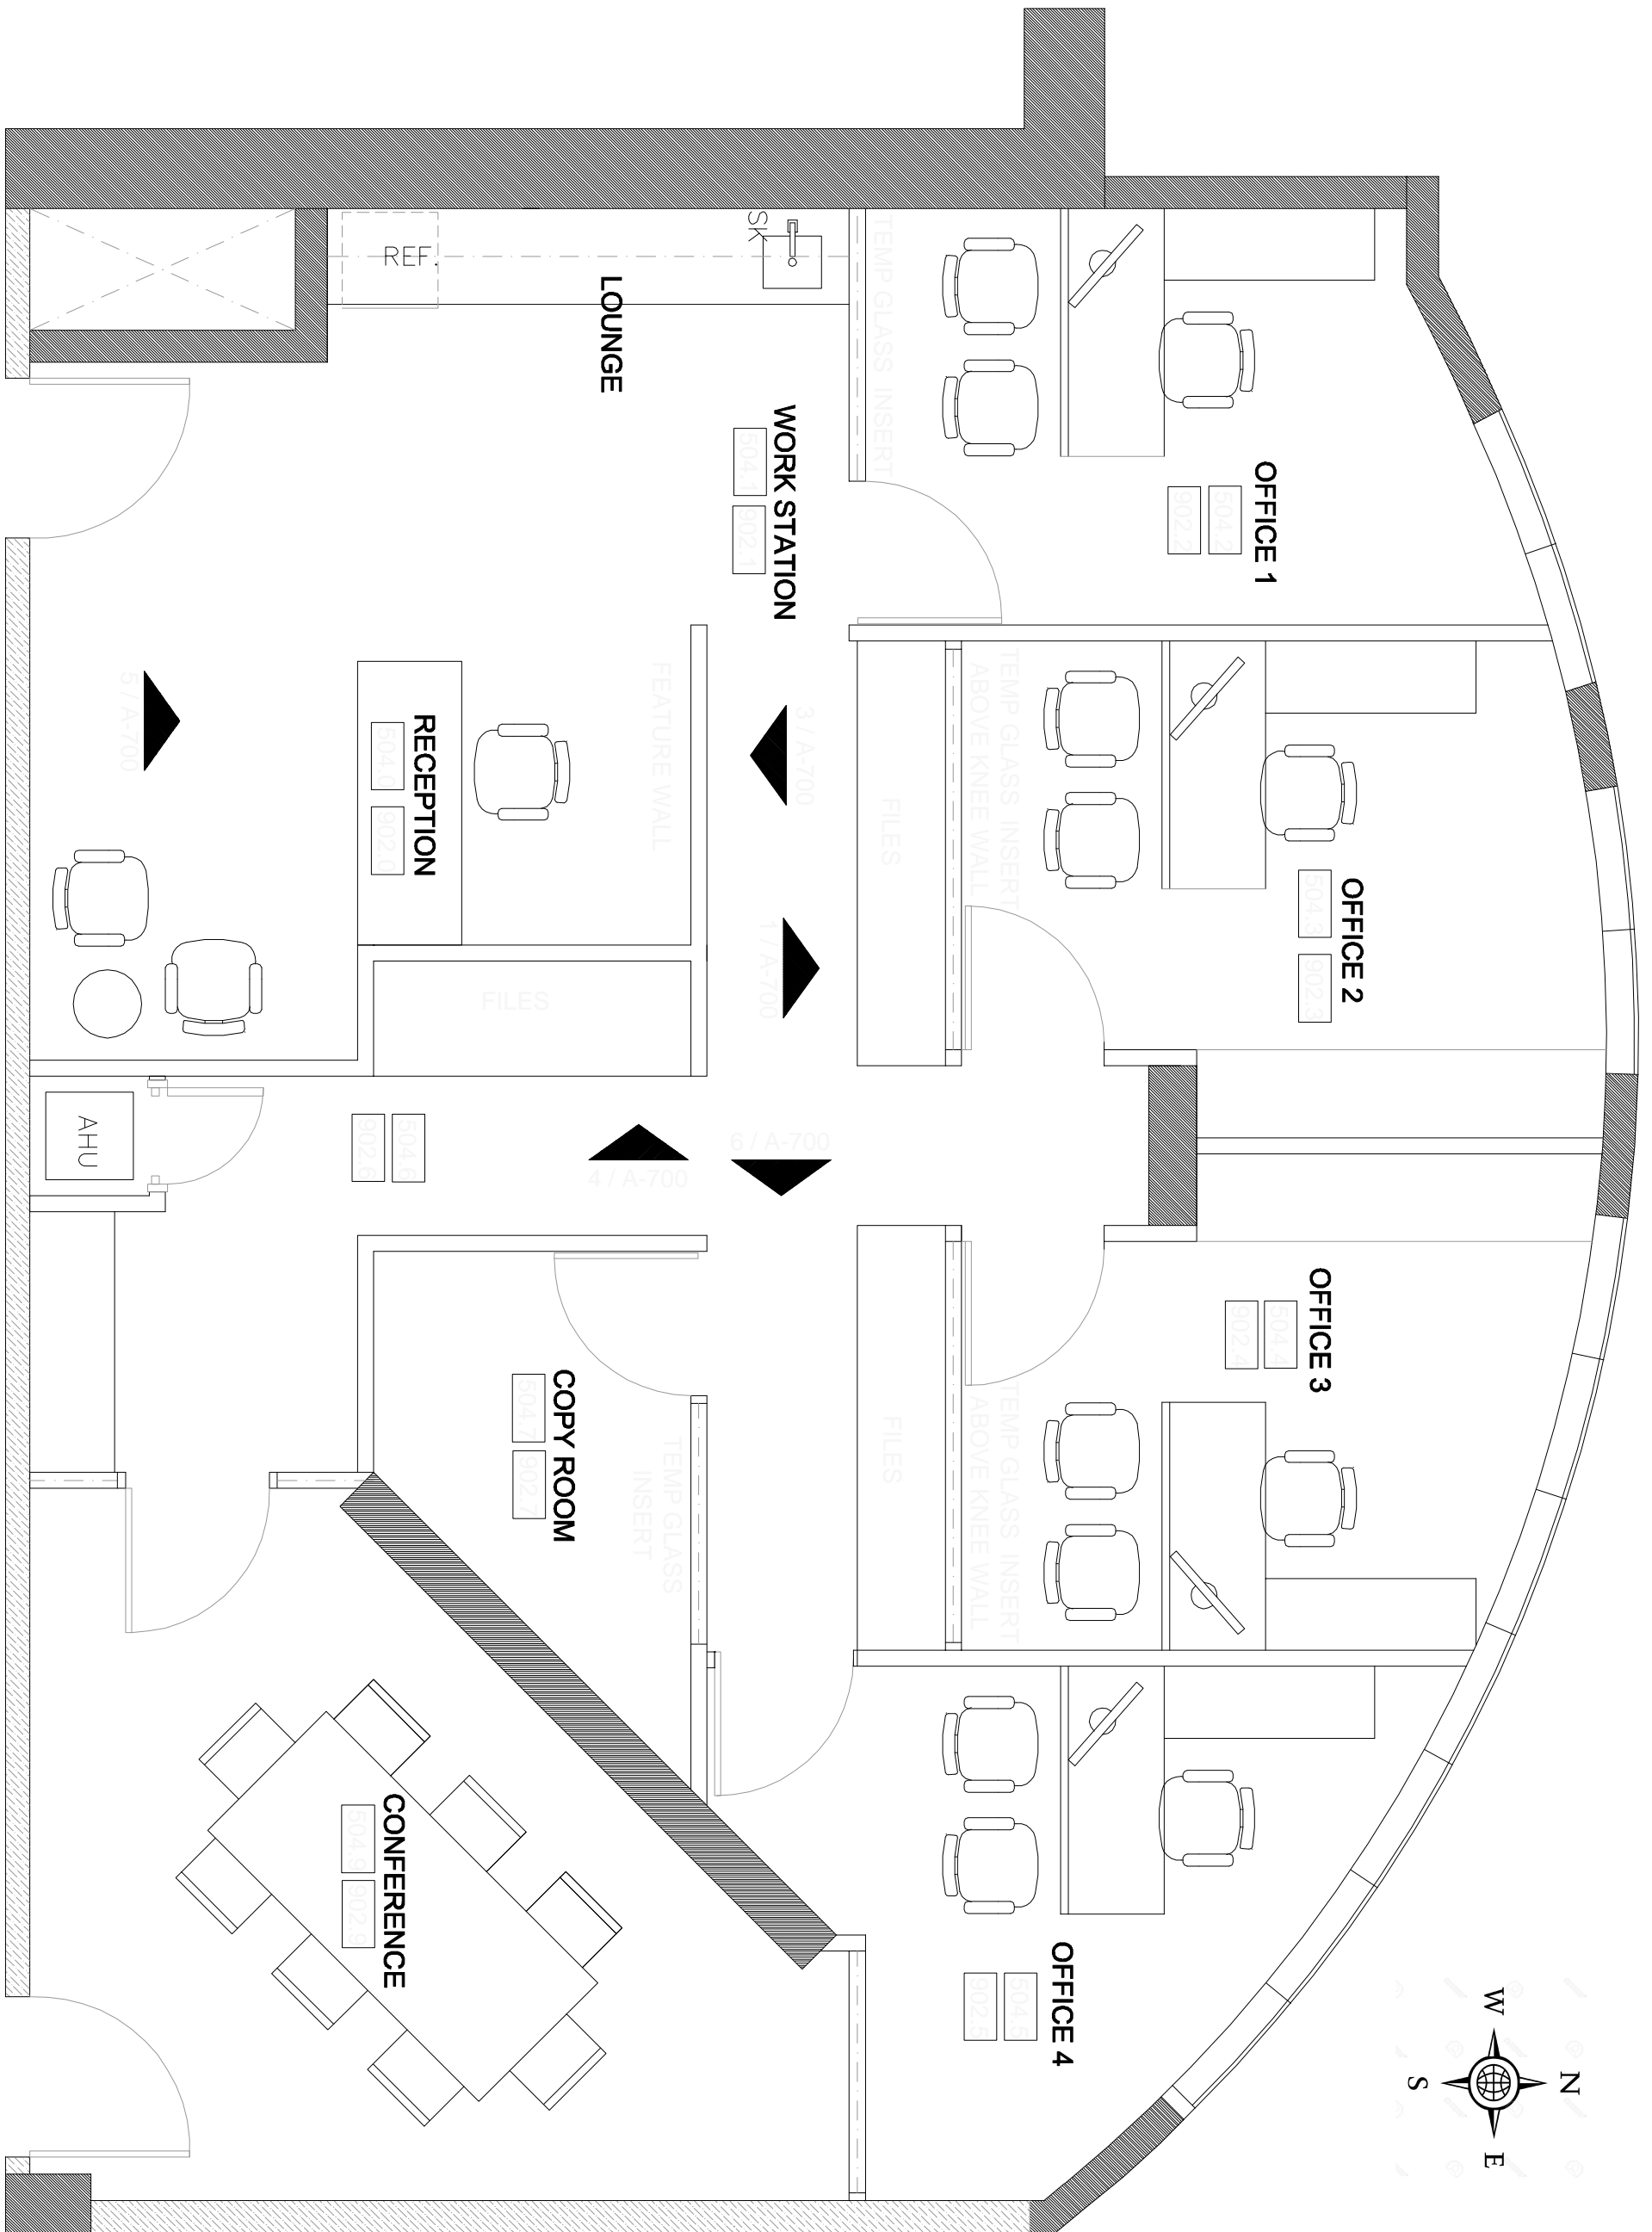 OFFICE 1
504.2
902.2
TEMP GLASS INSERT
SK
REF.
LOUNGE
WORK STATION
504.1 902.1
OFFICE 2
504.3 902.3
TEMP GLASS INSERT
ABOVE KNEE WALL
FILES
3 / A-700
1 / A-700
FEATURE WALL
RECEPTION
504.0 902.0
5 / A-700
FILES
AHU
504.6
902.6
6 / A-700
4 / A-700
OFFICE 3
504.4
902.4
TEMP GLASS INSERT
ABOVE KNEE WALL
FILES
TEMP GLASS
INSERT
COPY ROOM
504.7 902.7
OFFICE 4
504.5
902.5
CONFERENCE
504.9 902.9
N
W
E
S